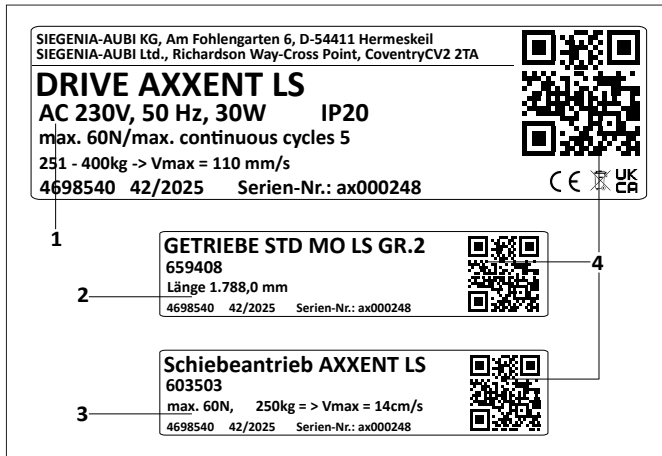 SIEGENIA-AUBI KG, Am Fohlengarten 6, D-54411 Hermeskeil
SIEGENIA-AUBI Ltd., Richardson Way-Cross Point, CoventryCV2 2TA
DRIVE AXXENT LS
AC 230V, 50 Hz, 30W IP20
max. 60N/max. continuous cycles 5
251 - 400kg -> Vmax = 110 mm/s
4698540 42/2025 Serien-Nr.: ax000248
CE UK CA
1
GETRIEBE STD MO LS GR.2
659408
Länge 1.788,0 mm
4698540 42/2025 Serien-Nr.: ax000248
2
4
Schiebeantrieb AXXENT LS
603503
max. 60N, 250kg = > Vmax = 14cm/s
4698540 42/2025 Serien-Nr.: ax000248
3